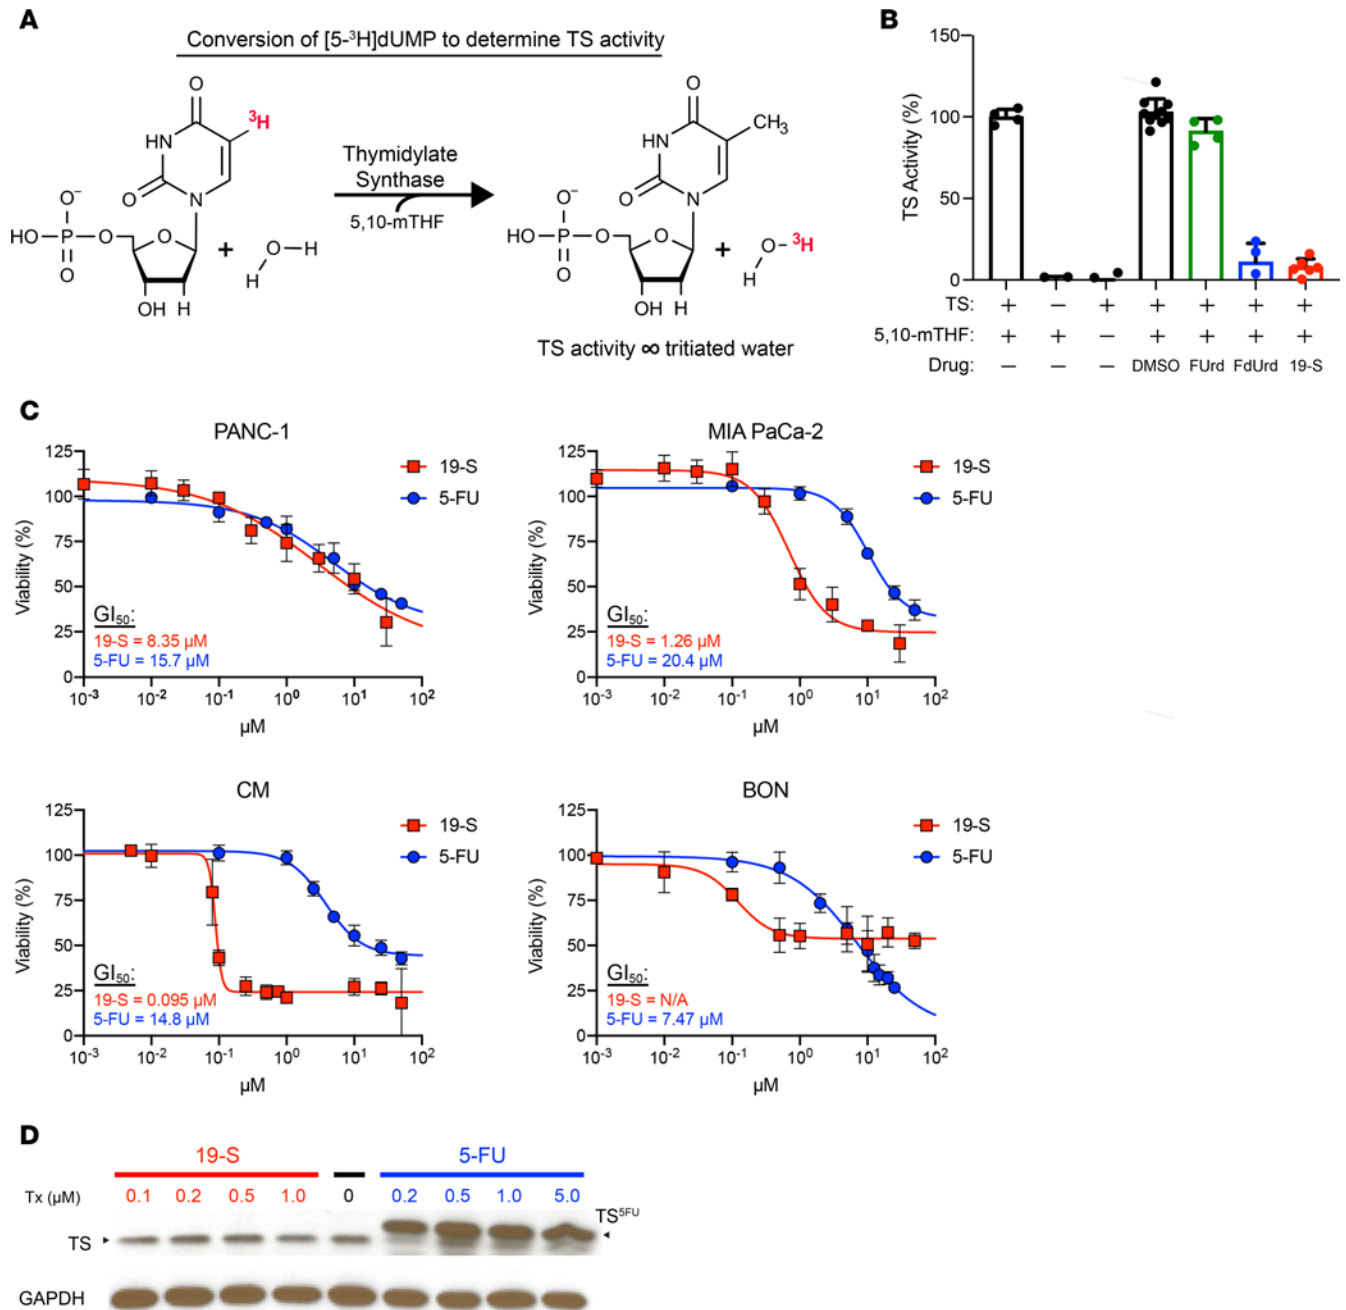 A
Conversion of [5-³H]dUMP to determine TS activity
O
³H
HN
O
N
O⁻
HO
P
O
O
O
OH
H
+
O
H
H
Thymidylate
Synthase
5,10-mTHF
O
CH₃
HN
O
N
O⁻
HO
P
O
O
O
OH
H
+
O
³H
H
TS activity ∞ tritiated water
B
TS Activity (%)
150
100
50
0
TS: + − + + + + +
5,10-mTHF: + + − + + + +
Drug: − − − DMSO FUrd FdUrd 19-S
C
PANC-1
19-S
5-FU
Viability (%)
125
100
75
50
25
0
GI₅₀:
19-S = 8.35 µM
5-FU = 15.7 µM
10⁻³ 10⁻² 10⁻¹ 10⁰ 10¹ 10²
µM
MIA PaCa-2
19-S
5-FU
Viability (%)
125
100
75
50
25
0
GI₅₀:
19-S = 1.26 µM
5-FU = 20.4 µM
10⁻³ 10⁻² 10⁻¹ 10⁰ 10¹ 10²
µM
CM
19-S
5-FU
Viability (%)
125
100
75
50
25
0
GI₅₀:
19-S = 0.095 µM
5-FU = 14.8 µM
10⁻³ 10⁻² 10⁻¹ 10⁰ 10¹ 10²
µM
BON
19-S
5-FU
Viability (%)
125
100
75
50
25
0
GI₅₀:
19-S = N/A
5-FU = 7.47 µM
10⁻³ 10⁻² 10⁻¹ 10⁰ 10¹ 10²
µM
D
19-S 5-FU
Tx (µM) 0.1 0.2 0.5 1.0 0 0.2 0.5 1.0 5.0
TS⁵ᶠᵁ
TS
GAPDH